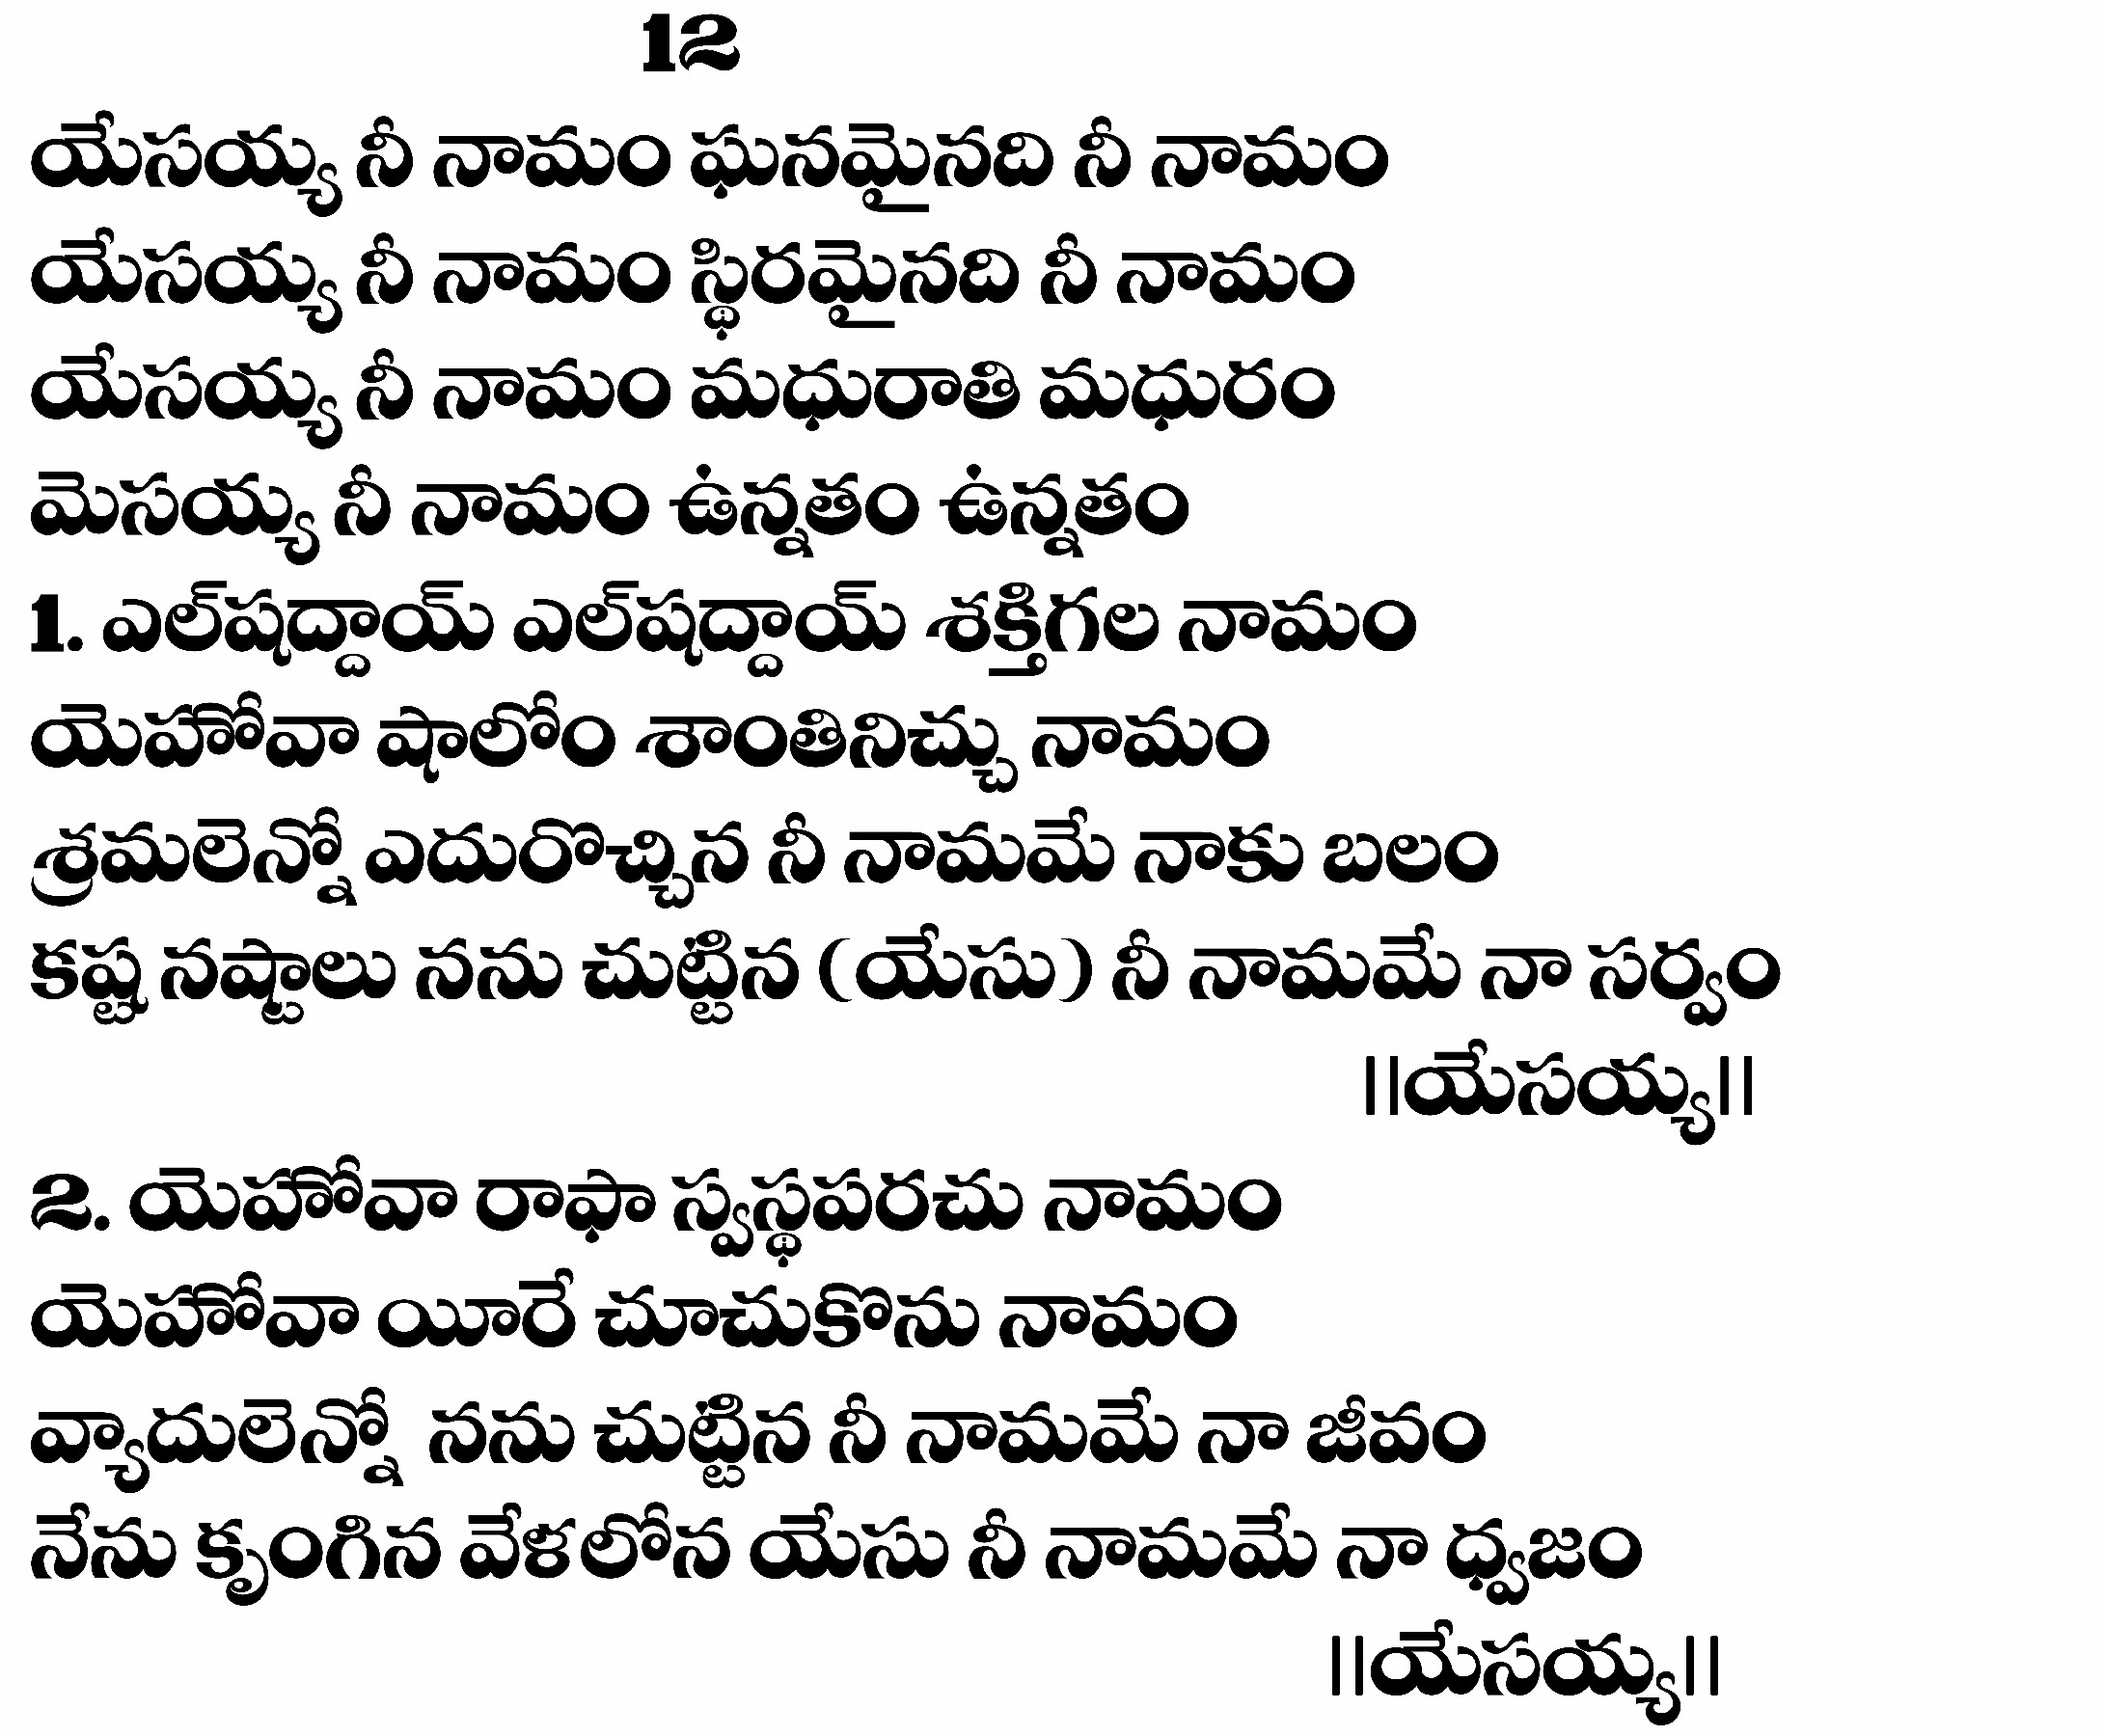 12
యేసయ్య నీ నామం ఘనమైనది నీ నామం
యేసయ్య నీ నామం స్థిరమైనది నీ నామం
యేసయ్య నీ నామం మధురాతి మధురం
మెసయ్య నీ నామం ఉన్నతం ఉన్నతం
1. ఎల్‌షద్దాయ్ ఎల్‌షద్దాయ్ శక్తిగల నామం
యెహోవా షాలోం శాంతినిచ్చు నామం
శ్రమలెన్నో ఎదురొచ్చిన నీ నామమే నాకు బలం
కష్ట నష్టాలు నను చుట్టిన (యేసు) నీ నామమే నా సర్వం
||యేసయ్య||
2. యెహోవా రాఫా స్వస్థపరచు నామం
యెహోవా యీరే చూచుకొను నామం
వ్యాదులెన్నో నను చుట్టిన నీ నామమే నా జీవం
నేను కృంగిన వేళలోన యేసు నీ నామమే నా ధ్వజం
||యేసయ్య||